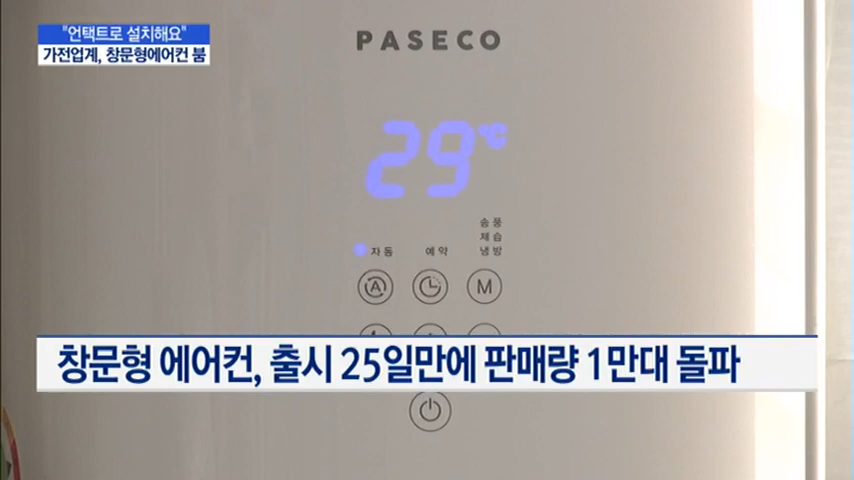 "언택트로 설치해요"
가전업계, 창문형에어컨 붐
PASECO
29℃
송풍
제습
냉방
자동 예약
A M
창문형 에어컨, 출시 25일만에 판매량 1만대 돌파